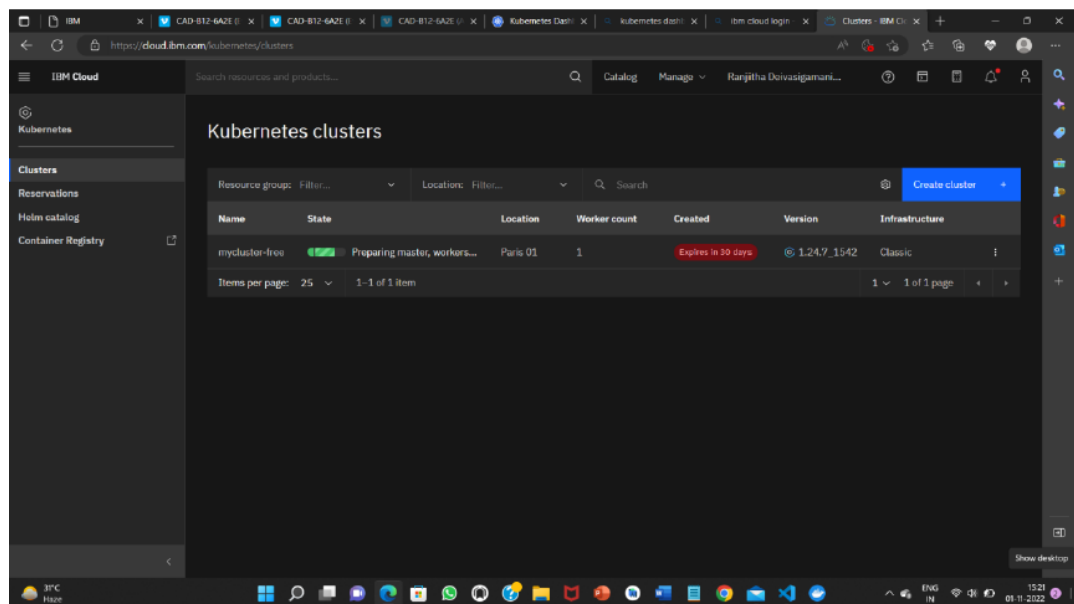 IBM
CAD-B12-6A2E (
CAD-B12-6A2E (
CAD-B12-6A2E (
Kubernetes Dash
kubernetes dashb
ibm cloud login -
Clusters - IBM Cl
https://cloud.ibm.com/kubernetes/clusters
IBM Cloud
Search resources and products...
Catalog
Manage
Ranjitha Deivasigamani...
Kubernetes
Clusters
Reservations
Helm catalog
Container Registry
Kubernetes clusters
Resource group: Filter...
Location: Filter...
Search
Create cluster +
Name State Location Worker count Created Version Infrastructure
mycluster-free Preparing master, workers... Paris 01 1 Expires in 30 days 1.24.7_1542 Classic
Items per page: 25 1–1 of 1 item 1 1 of 1 page
Show desktop
31°C
Haze
ENG
IN
15:21
01-11-2022